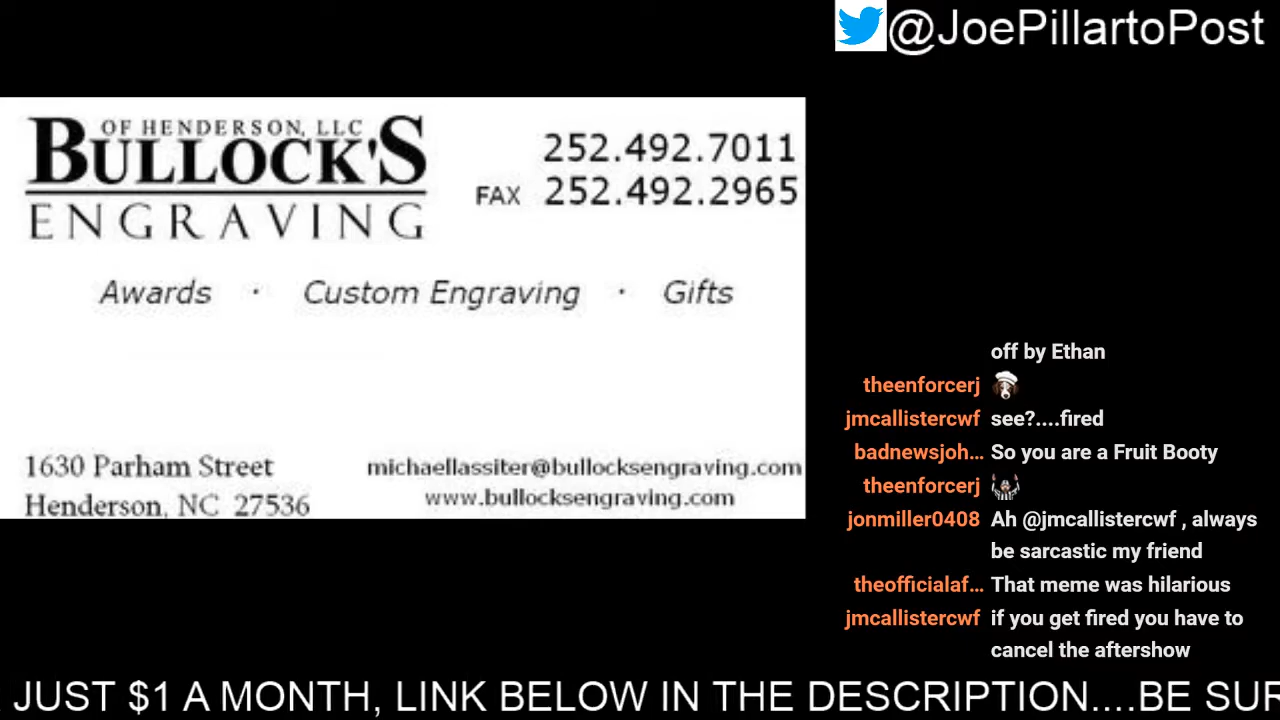 @JoePillartoPost
OF HENDERSON, LLC
BULLOCK'S
ENGRAVING
252.492.7011
FAX 252.492.2965
Awards · Custom Engraving · Gifts
1630 Parham Street
Henderson, NC 27536
michaellassiter@bullocksengraving.com
www.bullocksengraving.com
off by Ethan
theenforcerj
jmcallistercwf see?....fired
badnewsjoh... So you are a Fruit Booty
theenforcerj
jonmiller0408 Ah @jmcallistercwf , always
be sarcastic my friend
theofficialaf... That meme was hilarious
jmcallistercwf if you get fired you have to
cancel the aftershow
JUST $1 A MONTH, LINK BELOW IN THE DESCRIPTION....BE SUR